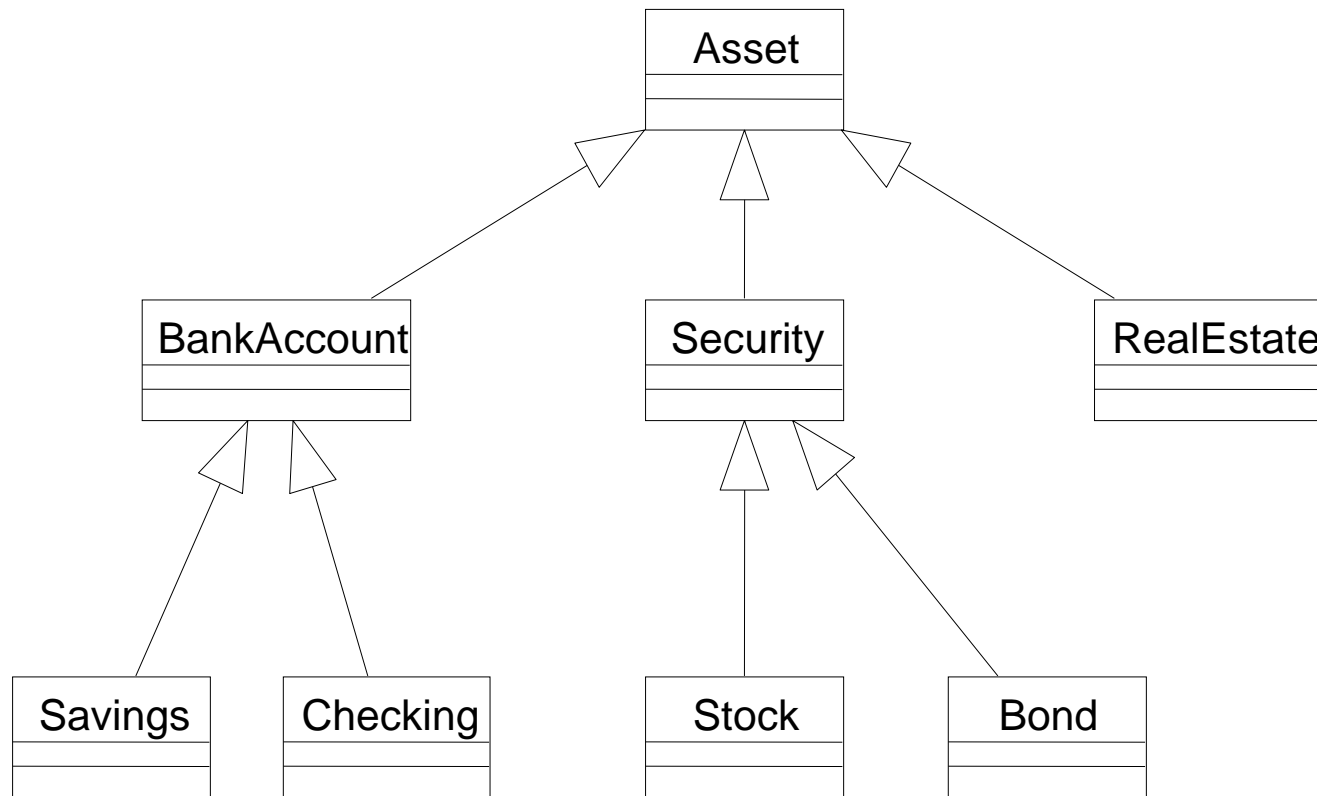 Asset
BankAccount
Security
RealEstate
Savings
Checking
Stock
Bond